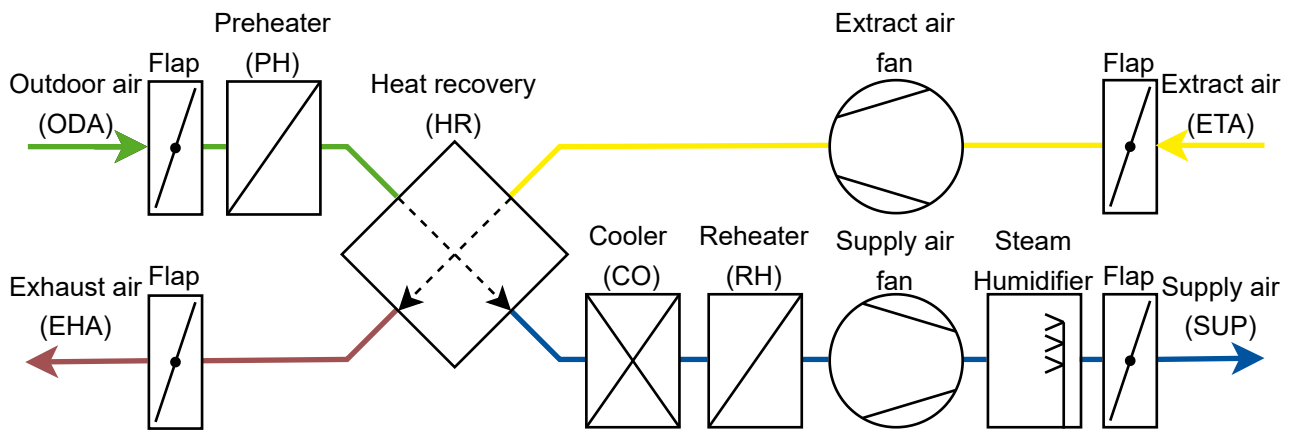 Preheater
(PH)
Extract air
fan
Flap
Heat recovery
(HR)
Flap
Outdoor air
(ODA)
Extract air
(ETA)
Cooler
(CO)
Reheater
(RH)
Supply air
fan
Steam
Humidifier
Flap
Flap
Exhaust air
(EHA)
Supply air
(SUP)